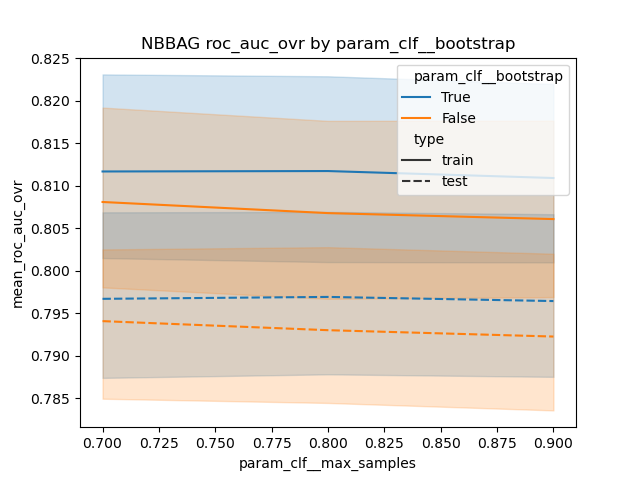 NBBAG roc_auc_ovr by param_clf__bootstrap
mean_roc_auc_ovr
0.825
0.820
0.815
0.810
0.805
0.800
0.795
0.790
0.785
param_clf__bootstrap
True
False
type
train
test
0.700 0.725 0.750 0.775 0.800 0.825 0.850 0.875 0.900
param_clf__max_samples